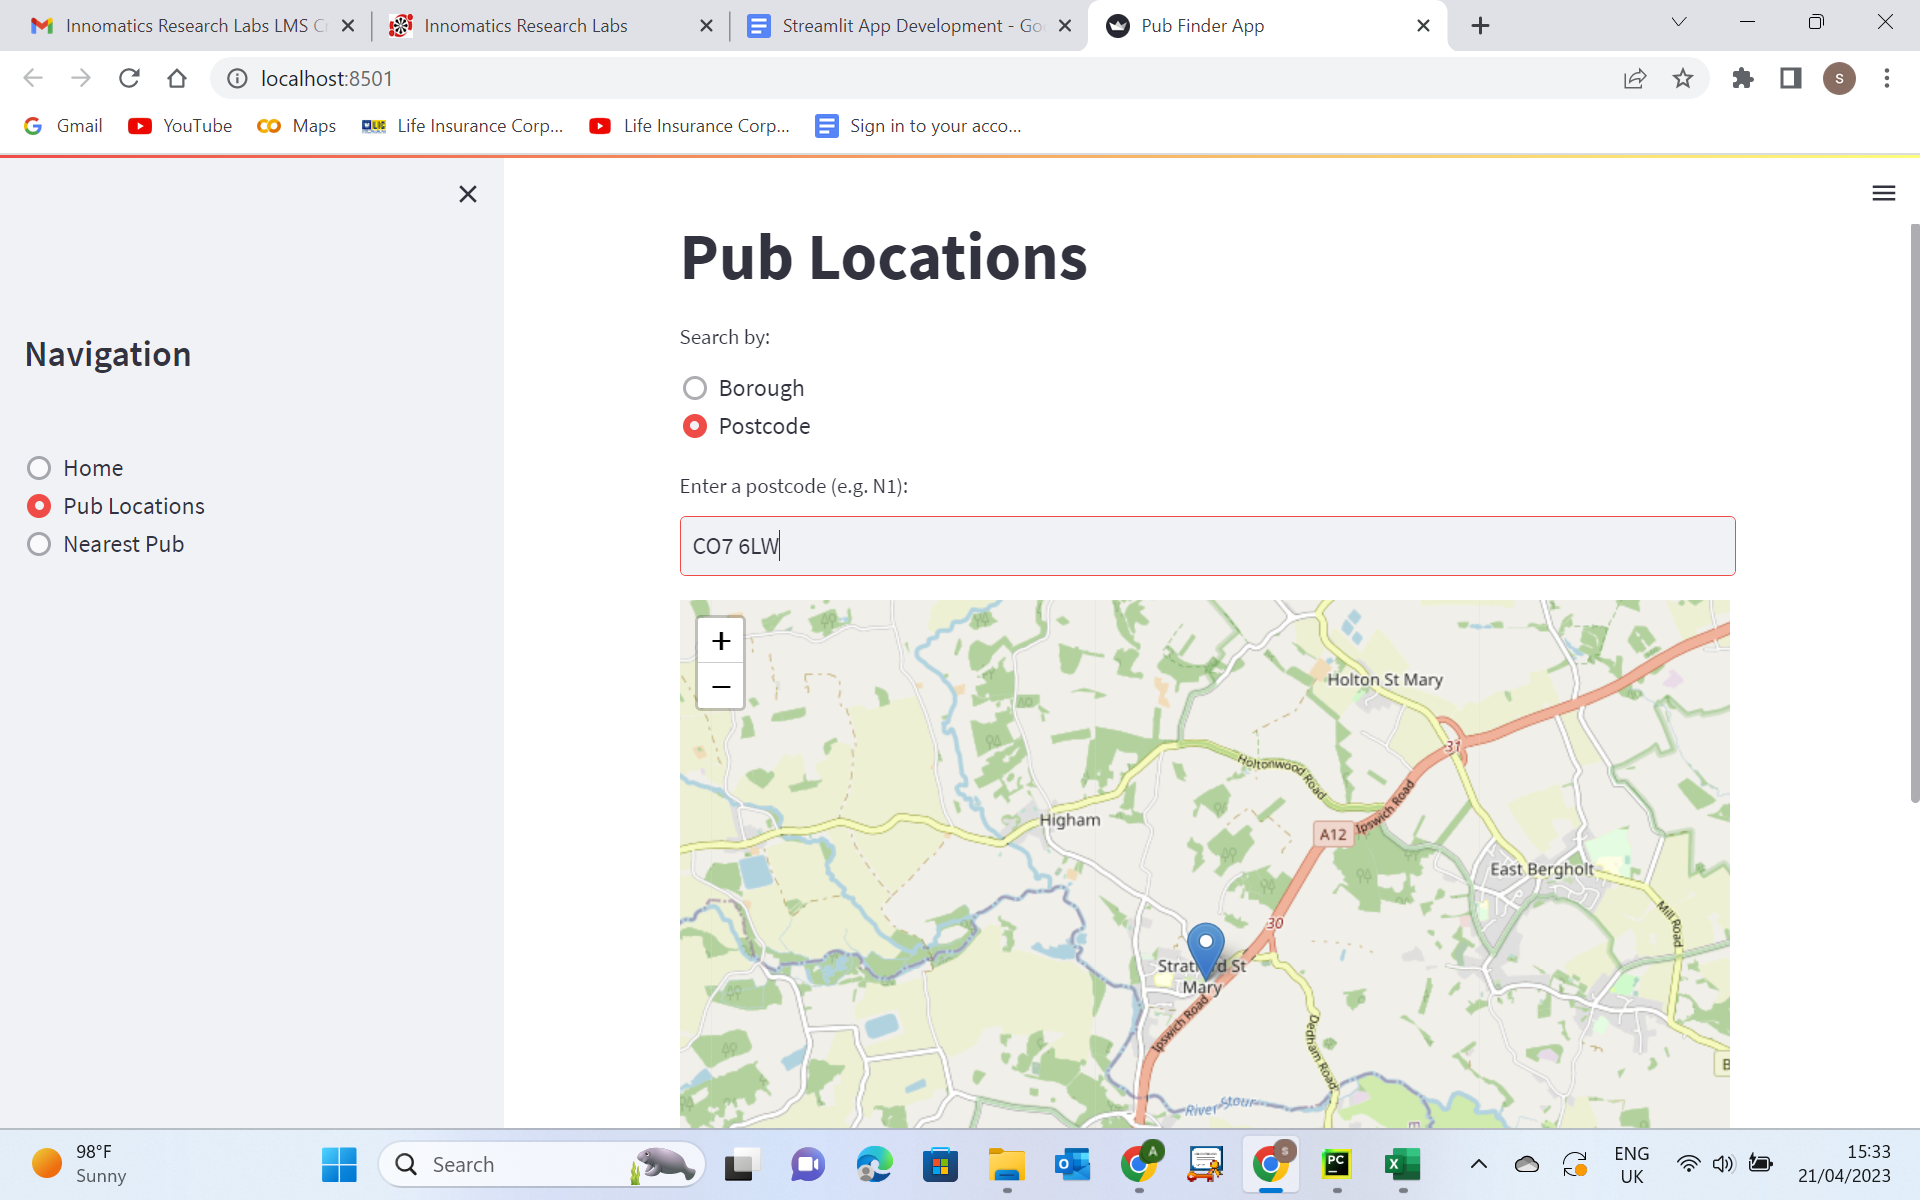 Innomatics Research Labs LMS Cr
Innomatics Research Labs
Streamlit App Development - Goo
Pub Finder App
localhost:8501
S
Gmail
YouTube
Maps
Life Insurance Corp...
Life Insurance Corp...
Sign in to your acco...
Pub Locations
Search by:
Borough
Postcode
Navigation
Home
Pub Locations
Nearest Pub
Enter a postcode (e.g. N1):
CO7 6LW
+
−
Holton St Mary
31
Holtonwood Road
Ipswich Road
A12
Higham
East Bergholt
Mill Road
30
Stratford St
Mary
Ipswich Road
Dedham Road
B
River Stour
98°F
Sunny
Search
A
S
PC
ENG
UK
15:33
21/04/2023